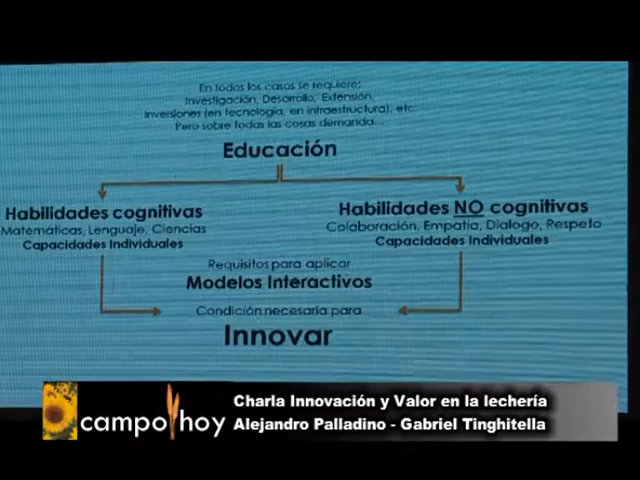 En todos los casos se requiere:
Investigación, Desarrollo, Extensión,
Inversiones (en tecnología, en infraestructura), etc.
Pero sobre todas las cosas demanda.
Educación
Habilidades cognitivas
Matemáticas, Lenguaje, Ciencias
Capacidades Individuales
Habilidades NO cognitivas
Colaboración, Empatía, Dialogo, Respeto
Capacidades Individuales
Requisitos para aplicar
Modelos Interactivos
Condición necesaria para
Innovar
campo hoy
Charla Innovación y Valor en la lechería
Alejandro Palladino - Gabriel Tinghitella